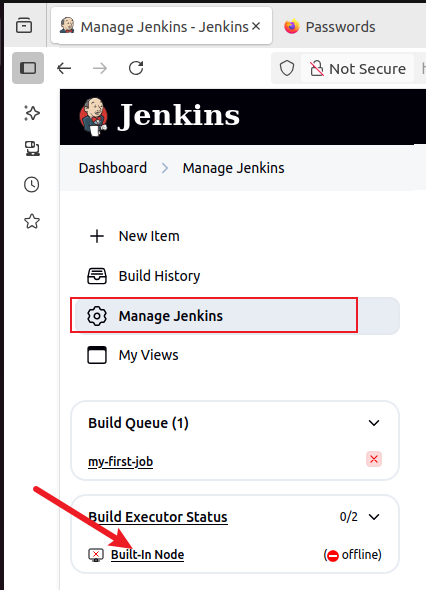 Manage Jenkins - Jenkins
Passwords
Not Secure
Jenkins
Dashboard
Manage Jenkins
New Item
Build History
Manage Jenkins
My Views
Build Queue (1)
my-first-job
Build Executor Status
0/2
Built-In Node
(offline)